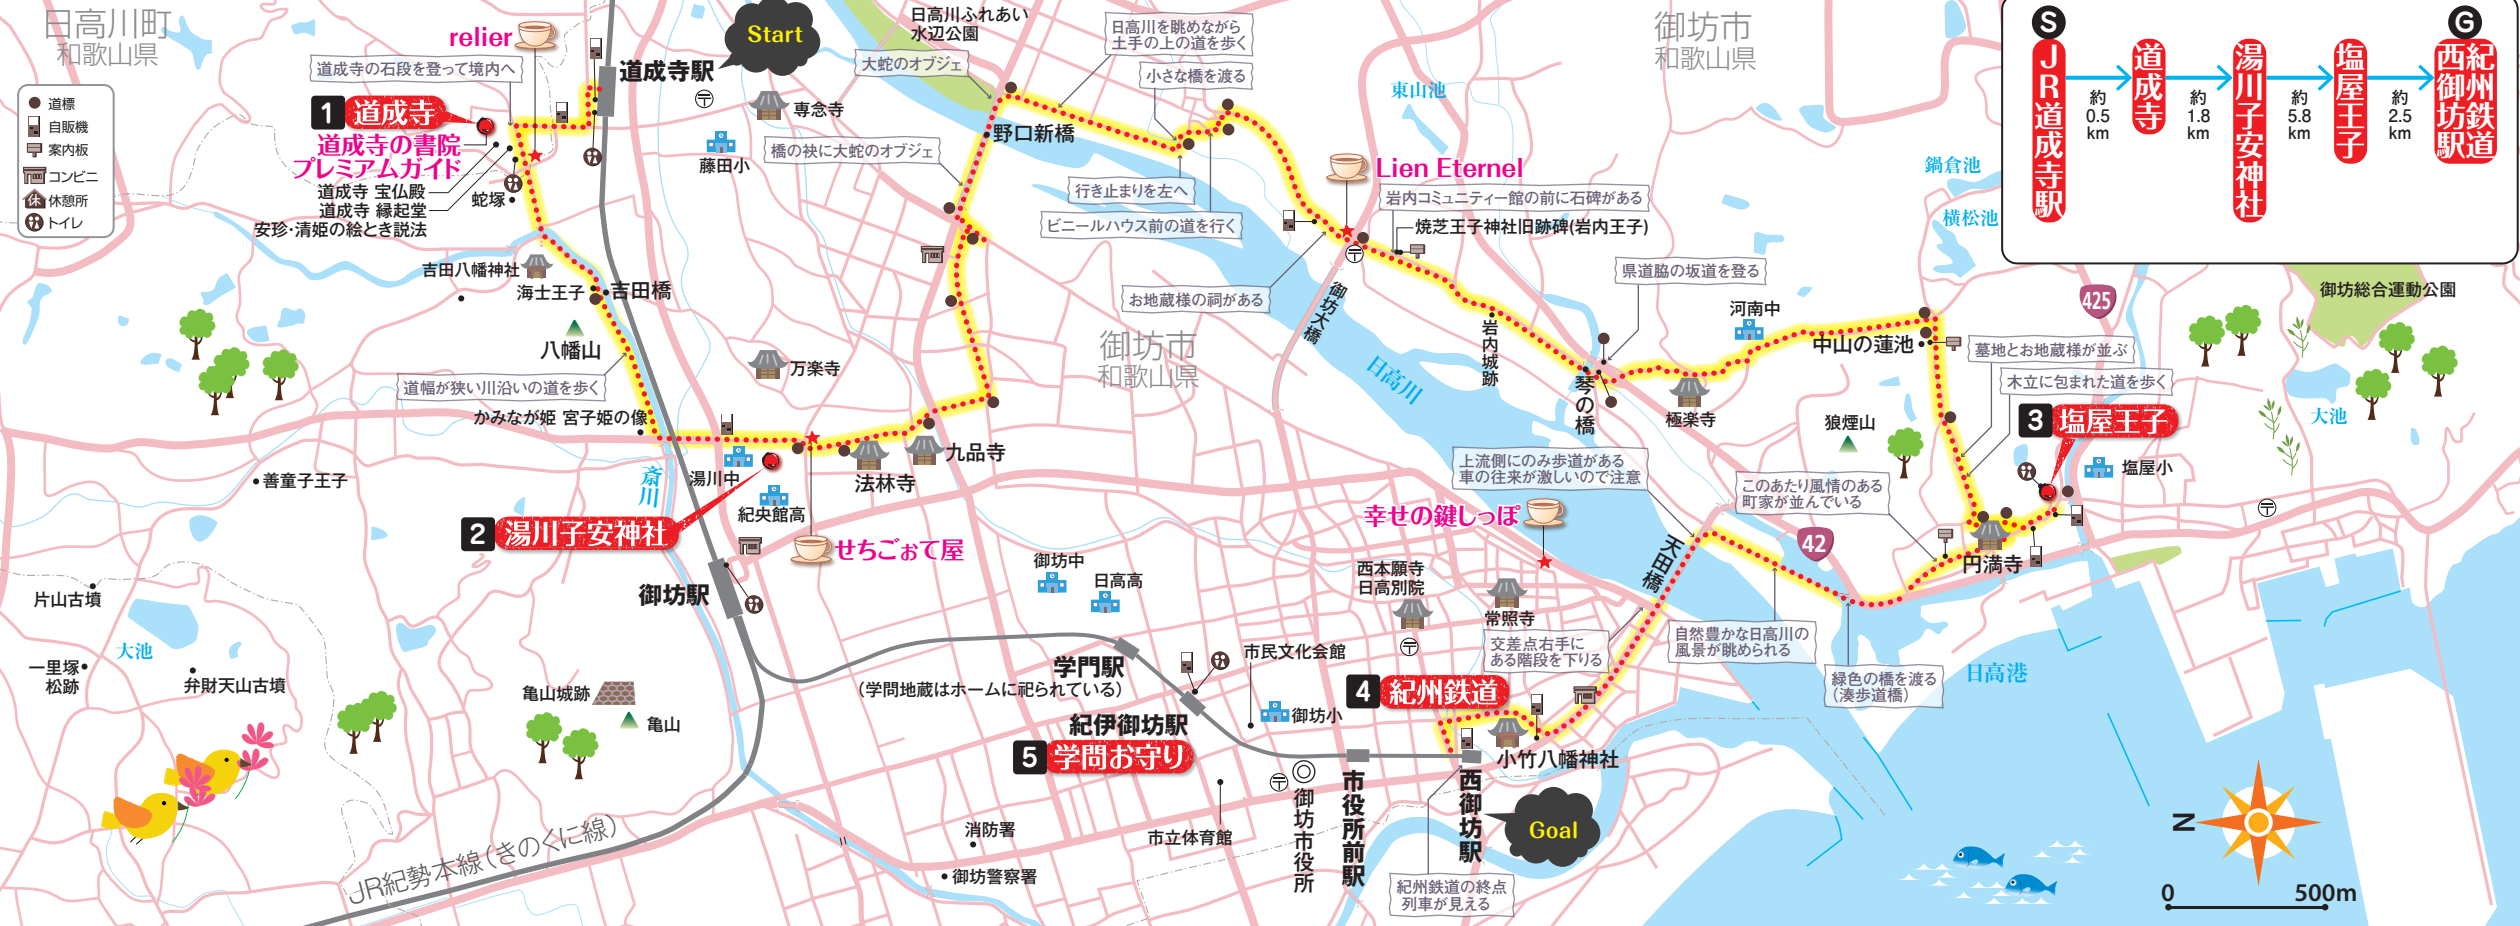 日高川町
和歌山県
relier
道成寺の石段を登って境内へ
道標
自販機
案内板
コンビニ
休
休憩所
トイレ
1 道成寺
道成寺の書院
プレミアムガイド
道成寺 宝仏殿
道成寺 縁起堂
安珍・清姫の絵とき説法
蛇塚
道成寺駅
Start
専念寺
藤田小
日高川ふれあい
水辺公園
大蛇のオブジェ
日高川を眺めながら
土手の上の道を歩く
小さな橋を渡る
野口新橋
橋の袂に大蛇のオブジェ
行き止まりを左へ
ビニールハウス前の道を行く
お地蔵様の祠がある
東山池
Lien Eternel
岩内コミュニティー館の前に石碑がある
焼芝王子神社旧跡碑(岩内王子)
御坊市
和歌山県
県道脇の坂道を登る
河南中
鍋倉池
横松池
S
JR道成寺駅
約
0.5
km
道成寺
約
1.8
km
湯川子安神社
約
5.8
km
塩屋王子
約
2.5
km
G
紀州鉄道
西御坊駅
425
御坊総合運動公園
吉田八幡神社
海士王子
吉田橋
八幡山
道幅が狭い川沿いの道を歩く
かみなが姫 宮子姫の像
万楽寺
御坊市
和歌山県
御坊大橋
日高川
岩内城跡
琴の橋
極楽寺
中山の蓮池
墓地とお地蔵様が並ぶ
木立に包まれた道を歩く
狼煙山
3 塩屋王子
塩屋小
大池
善童子王子
斎川
湯川中
紀央館高
2 湯川子安神社
法林寺
九品寺
せちごぉて屋
御坊駅
上流側にのみ歩道がある
車の往来が激しいので注意
幸せの鍵しっぽ
このあたり風情のある
町家が並んでいる
42
円満寺
天田橋
西本願寺
日高別院
常照寺
御坊中
日高高
片山古墳
大池
一里塚
松跡
弁財天山古墳
亀山城跡
亀山
学門駅
(学問地蔵はホームに祀られている)
市民文化会館
紀伊御坊駅
5 学問お守り
御坊小
4 紀州鉄道
交差点右手に
ある階段を下りる
自然豊かな日高川の
風景が眺められる
緑色の橋を渡る
(湊歩道橋)
日高港
小竹八幡神社
西御坊駅
Goal
市役所前駅
御坊市役所
市立体育館
消防署
御坊警察署
紀州鉄道の終点
列車が見える
JR紀勢本線(きのくに線)
N
0
500m